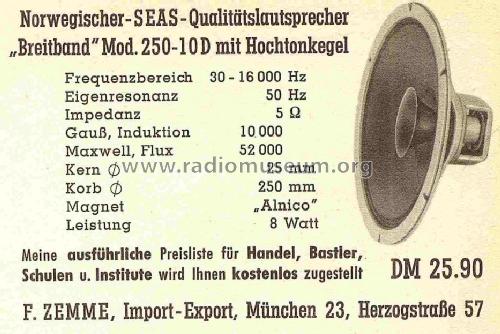 Norwegischer-SEAS-Qualitätslautsprecher
„Breitband" Mod. 250-10D mit Hochtonkegel
Frequenzbereich 30-16 000 Hz
Eigenresonanz 50 Hz
Impedanz 5 Ω
Gauß, Induktion 10,000
Maxwell, Flux 52 000
www.radiomuseum.org
Kern ϕ 25 mm
Korb ϕ 250 mm
Magnet „Alnico"
Leistung 8 Watt
Meine ausführliche Preisliste für Handel, Bastler,
Schulen u. Institute wird Ihnen kostenlos zugestellt DM 25.90
F. ZEMME, Import-Export, München 23, Herzogstraße 57